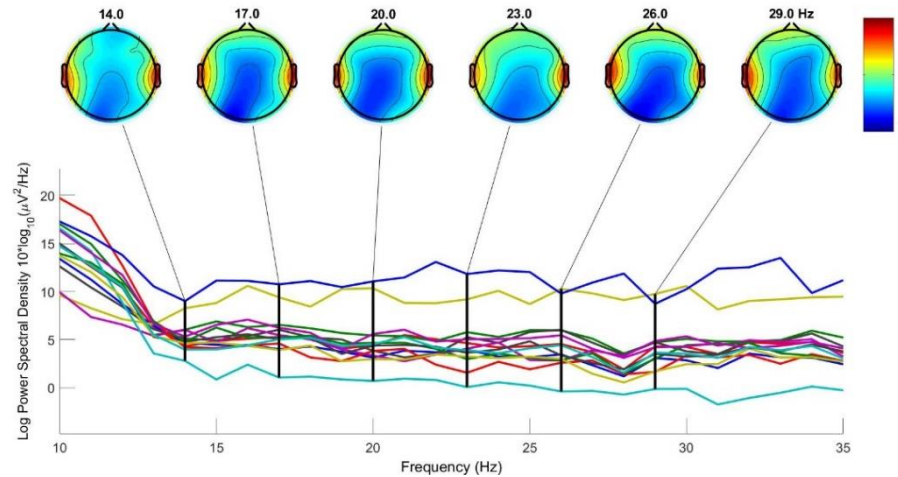 14.0 17.0 20.0 23.0 26.0 29.0 Hz
Log Power Spectral Density 10*log10(μV2/Hz)
20
15
10
5
0
10 15 20 25 30 35
Frequency (Hz)